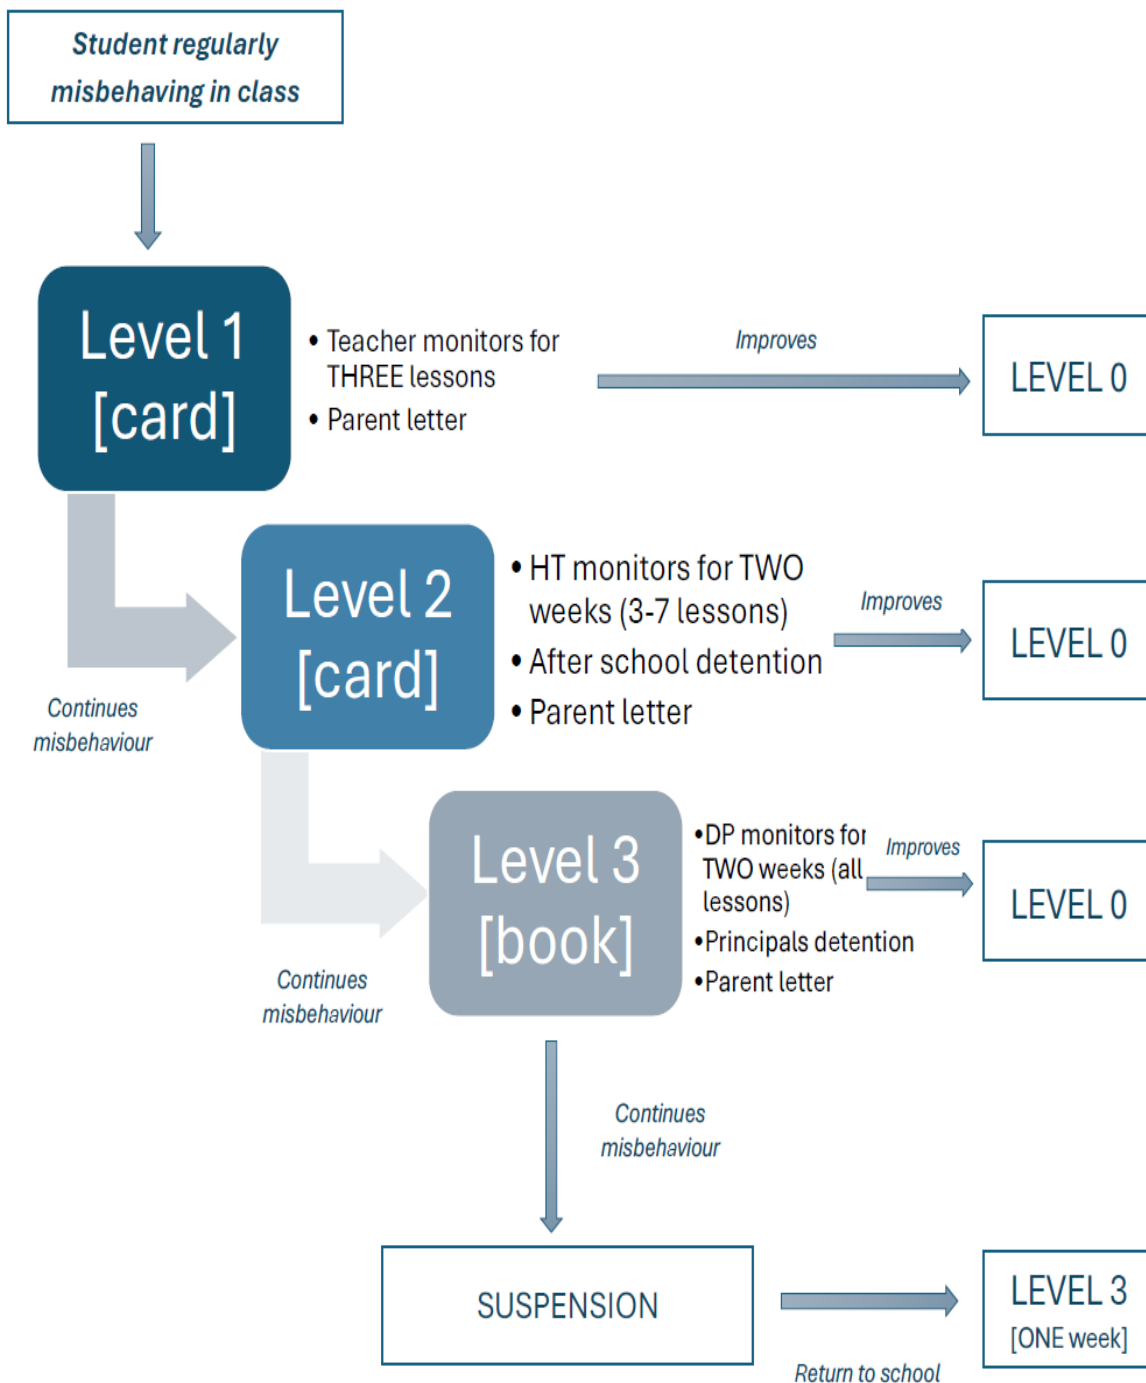 Student regularly
misbehaving in class
Level 1
[card]
• Teacher monitors for
THREE lessons
• Parent letter
Improves
LEVEL 0
Continues
misbehaviour
Level 2
[card]
• HT monitors for TWO
weeks (3-7 lessons)
• After school detention
• Parent letter
Improves
LEVEL 0
Continues
misbehaviour
Level 3
[book]
•DP monitors for
TWO weeks (all
lessons)
•Principals detention
•Parent letter
Improves
LEVEL 0
Continues
misbehaviour
SUSPENSION
Return to school
LEVEL 3
[ONE week]